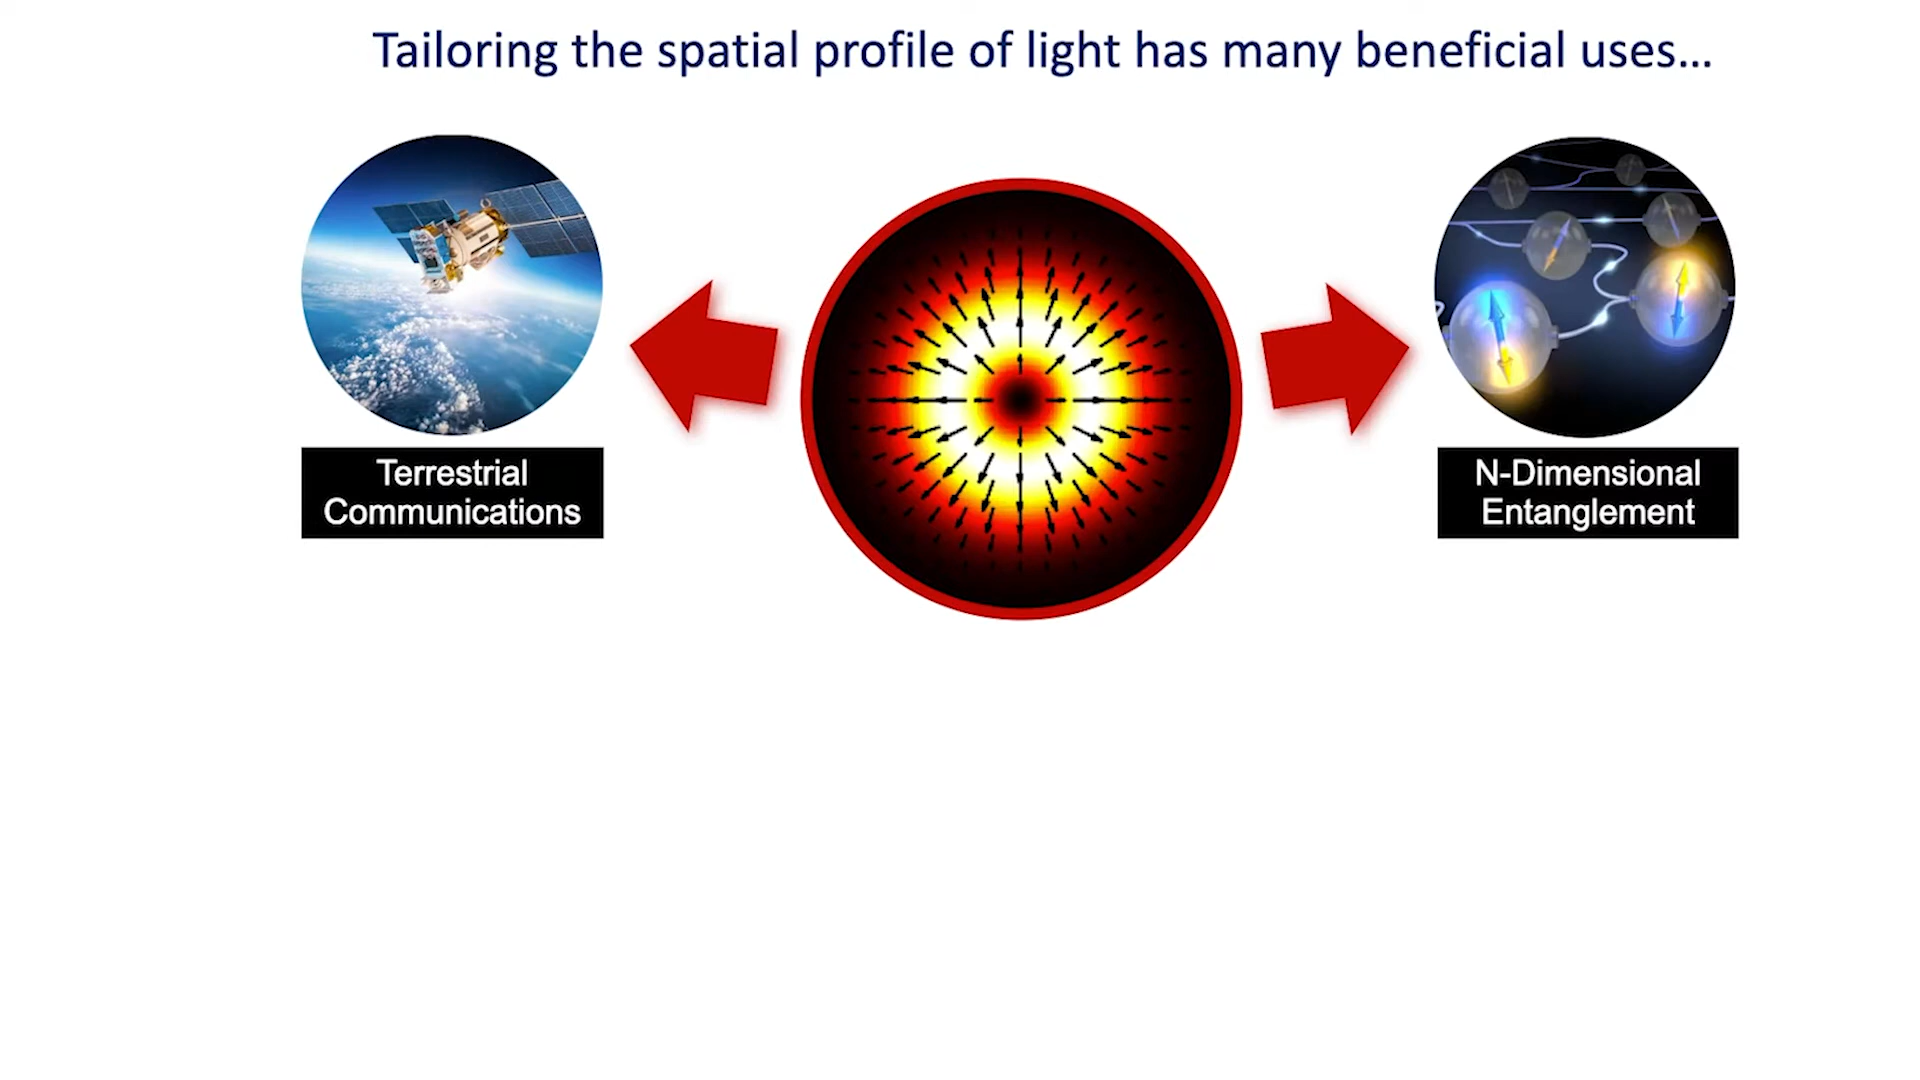 Tailoring the spatial profile of light has many beneficial uses...
Terrestrial
Communications
N-Dimensional
Entanglement